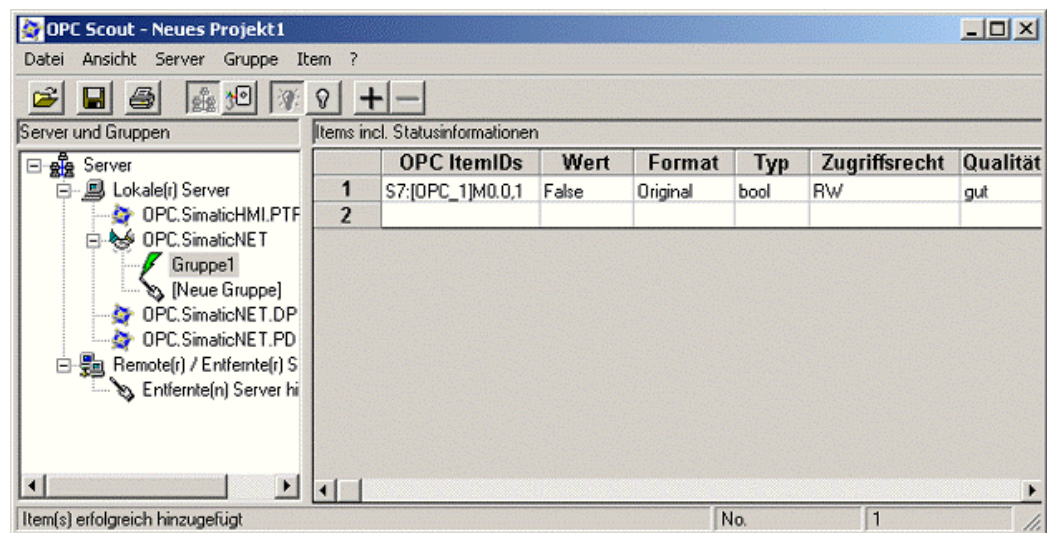 OPC Scout - Neues Projekt1
Datei Ansicht Server Gruppe Item ?
Server und Gruppen
Items incl. Statusinformationen
Server
Lokale(r) Server
OPC.SimaticHMI.PTF
OPC.SimaticNET
Gruppe1
[Neue Gruppe]
OPC.SimaticNET.DP
OPC.SimaticNET.PD
Remote(r) / Entfernte(r) S
Entfernte(n) Server hi
OPC ItemIDs Wert Format Typ Zugriffsrecht Qualität
1 S7:[OPC_1]M0.0,1 False Original bool RW gut
2
Item(s) erfolgreich hinzugefügt No. 1